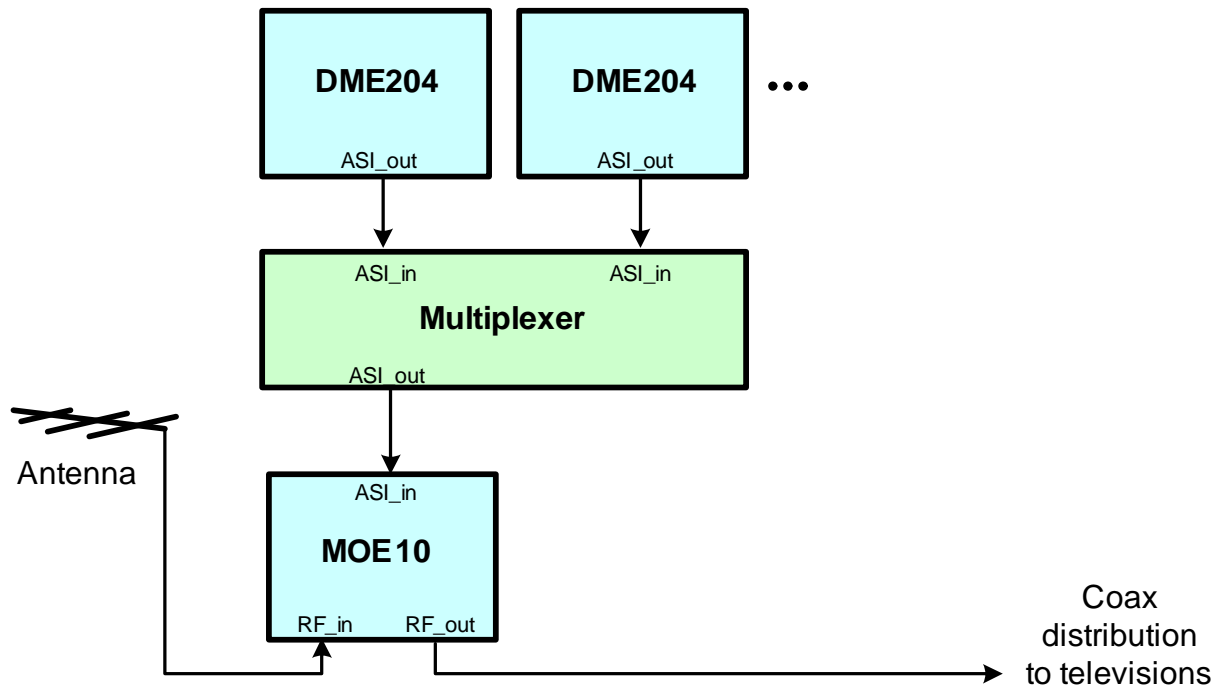 DME204
DME204
...
ASI_out
ASI_out
ASI_in
ASI_in
Multiplexer
ASI_out
Antenna
ASI_in
MOE10
RF_in
RF_out
Coax
distribution
to televisions